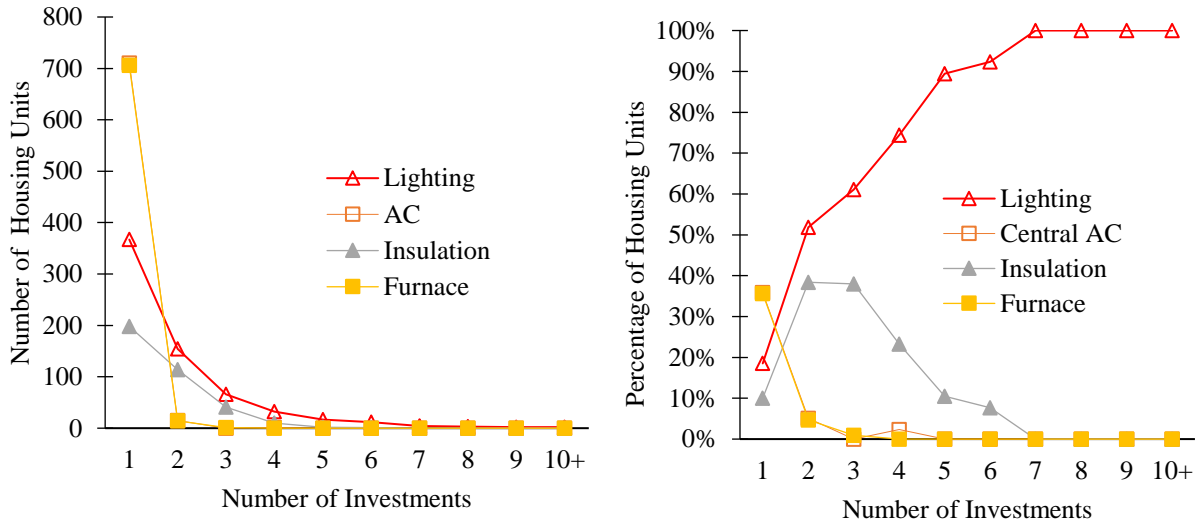 Number of Housing Units
800
700
600
500
400
300
200
100
0
1 2 3 4 5 6 7 8 9 10+
Number of Investments
Lighting
AC
Insulation
Furnace
Percentage of Housing Units
100%
90%
80%
70%
60%
50%
40%
30%
20%
10%
0%
1 2 3 4 5 6 7 8 9 10+
Number of Investments
Lighting
Central AC
Insulation
Furnace